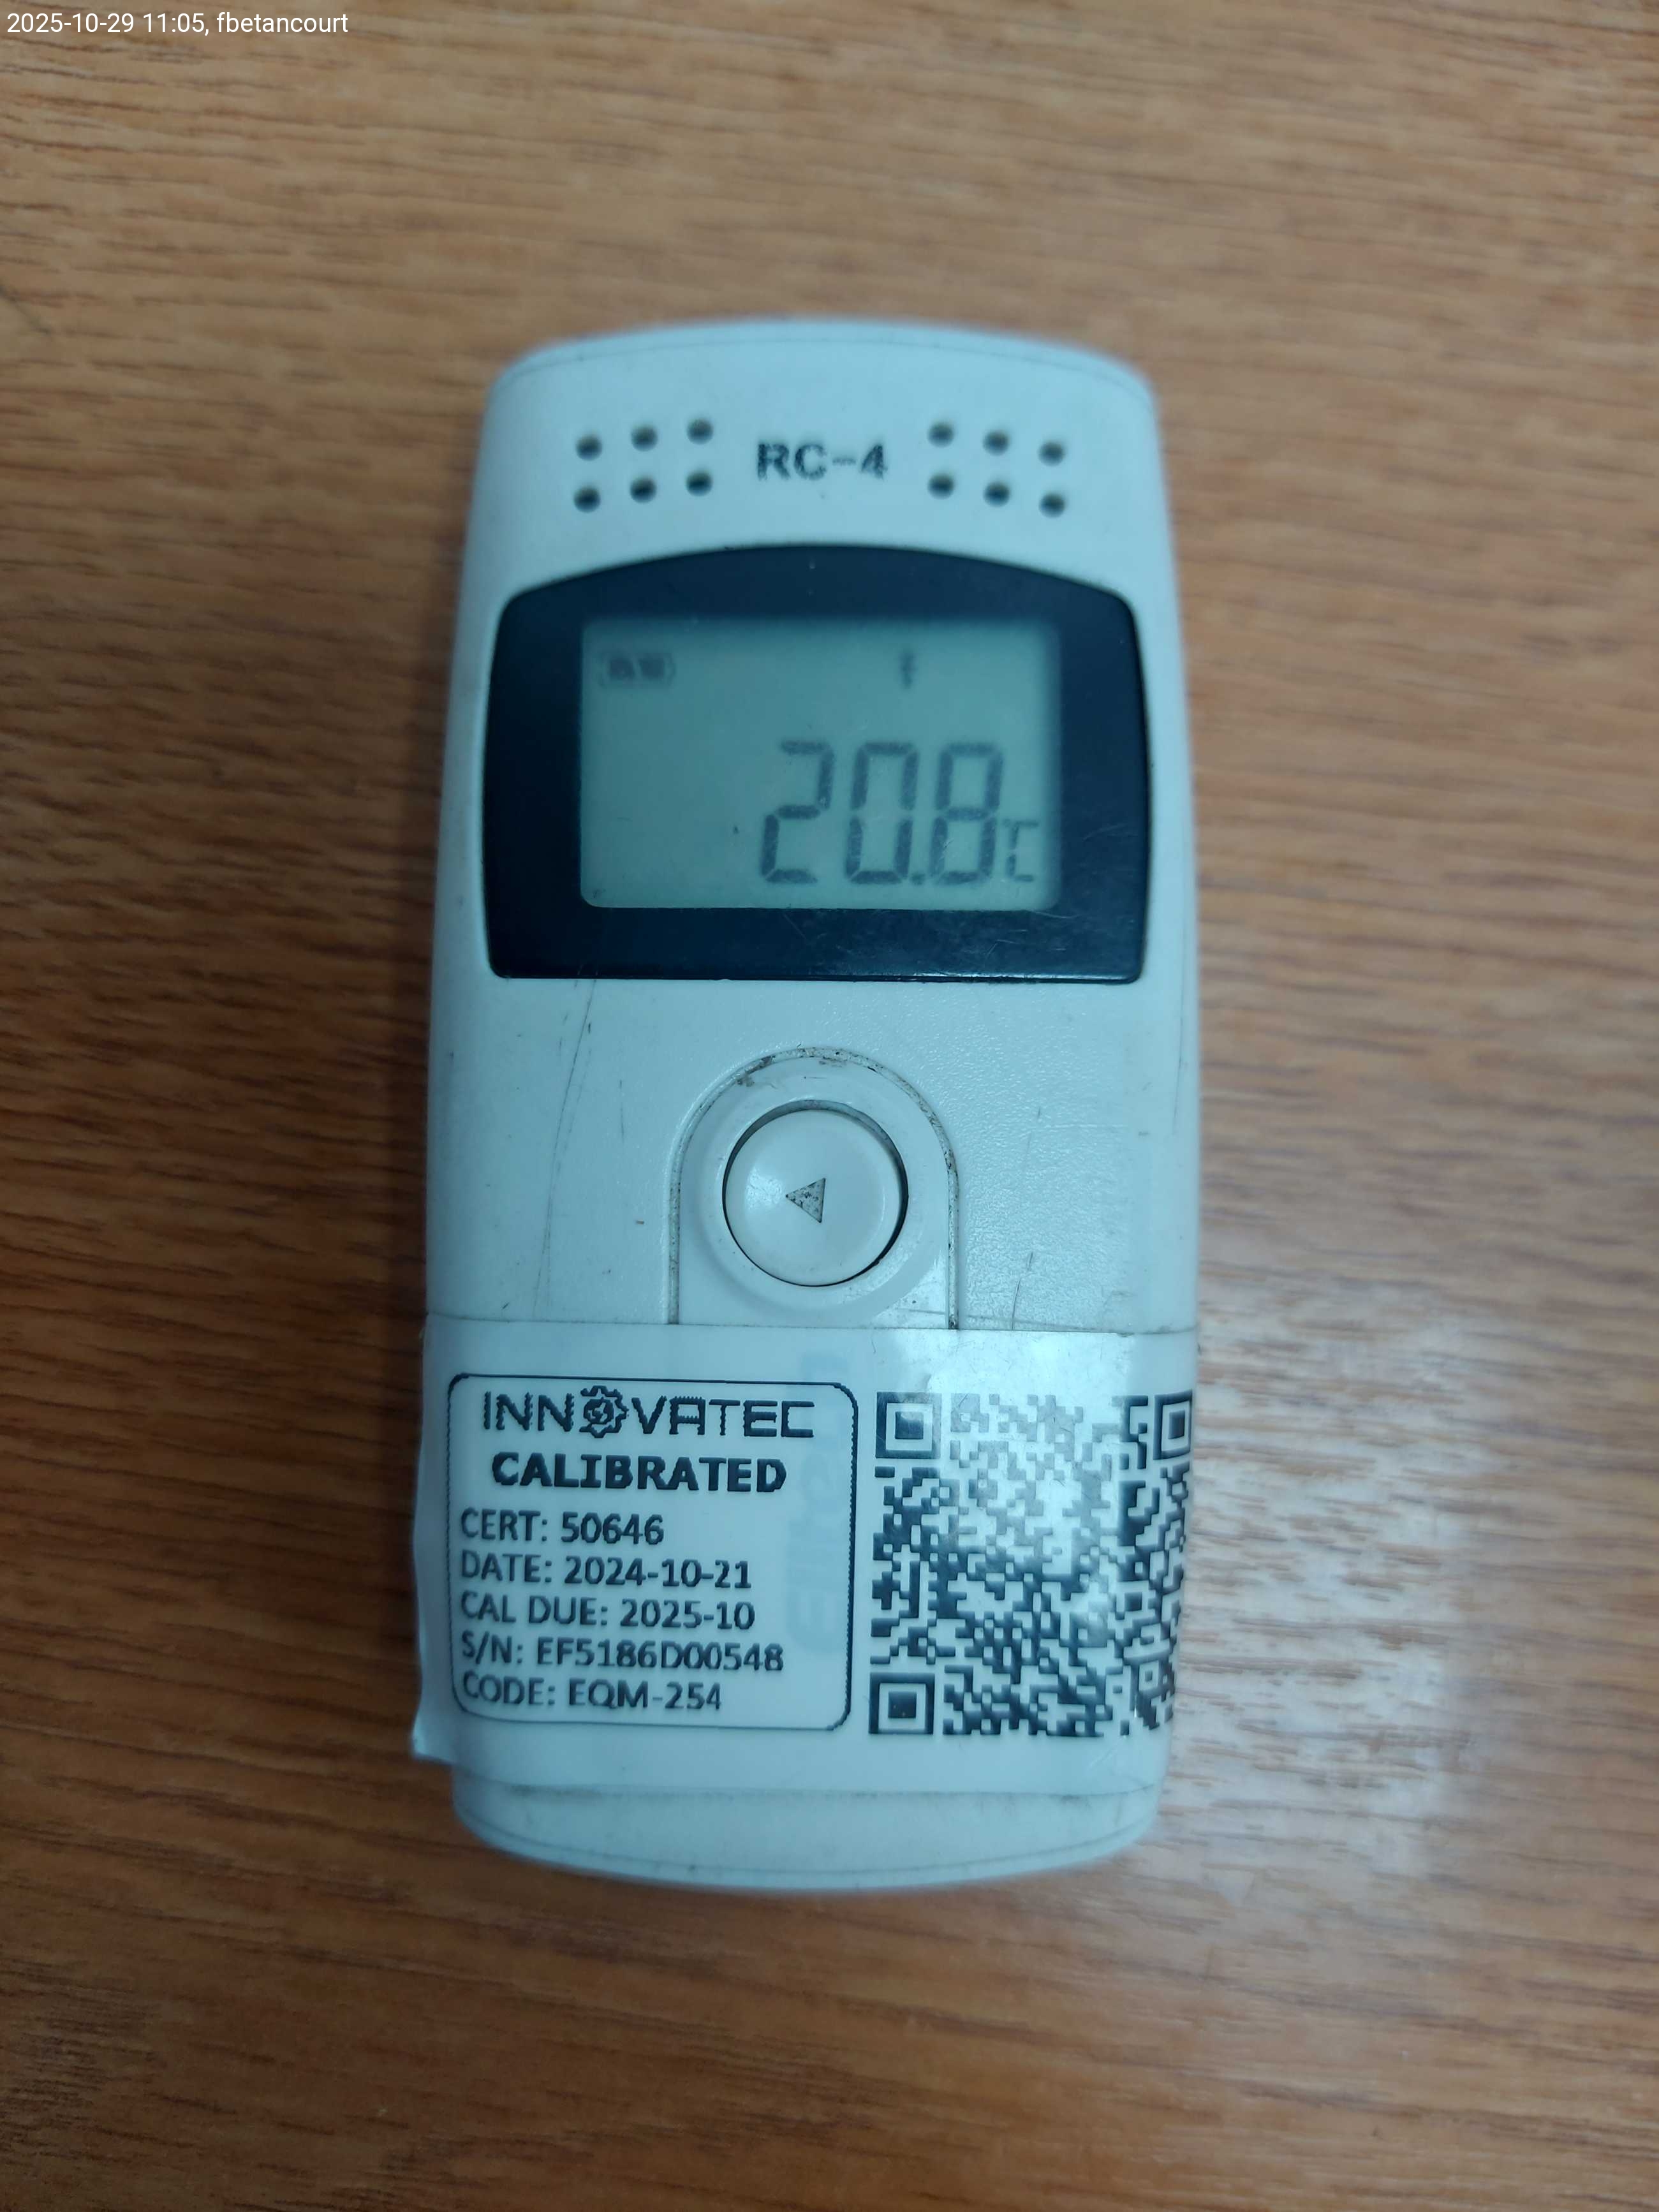 2025-10-29 11:05, fbetancourt
RC-4
20.8°C
INNOVATEC
CALIBRATED
CERT: 50646
DATE: 2024-10-21
CAL DUE: 2025-10
S/N: EF5186D00548
CODE: EQM-254